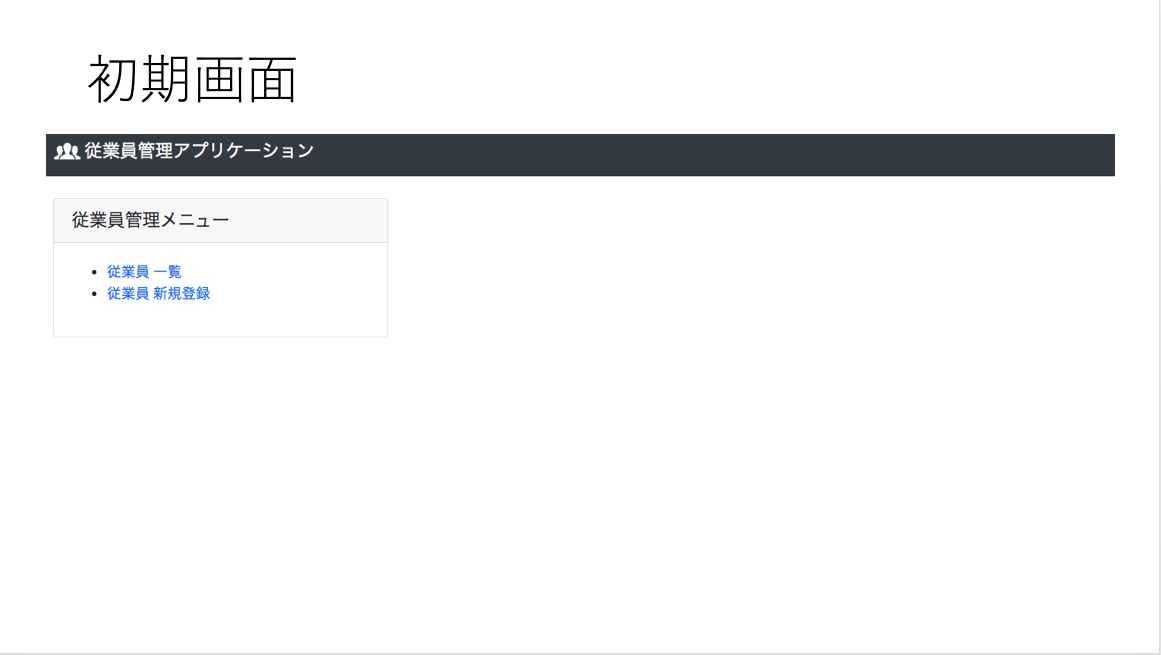 初期画面
従業員管理アプリケーション
従業員管理メニュー
• 従業員 一覧
• 従業員 新規登録